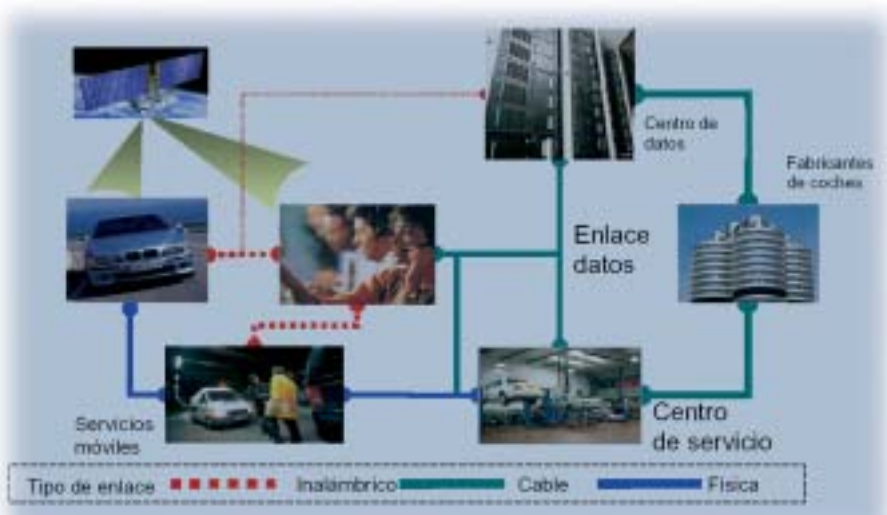 Centro de
datos
Fabricantes
de coches
Enlace
datos
Servicios
móviles
Centro
de servicio
Tipo de enlace
Inalámbrico
Cable
Física